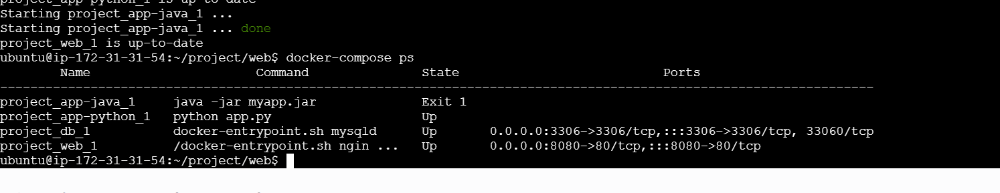 project_app-python_1 is up-to-date
Starting project_app-java_1 ...
Starting project_app-java_1 ... done
project_web_1 is up-to-date
ubuntu@ip-172-31-31-54:~/project/web$ docker-compose ps
Name Command State Ports
--------------------------------------------------------------------------------------------------------------------
project_app-java_1 java -jar myapp.jar Exit 1
project_app-python_1 python app.py Up
project_db_1 docker-entrypoint.sh mysqld Up 0.0.0.0:3306->3306/tcp,:::3306->3306/tcp, 33060/tcp
project_web_1 /docker-entrypoint.sh ngin ... Up 0.0.0.0:8080->80/tcp,:::8080->80/tcp
ubuntu@ip-172-31-31-54:~/project/web$